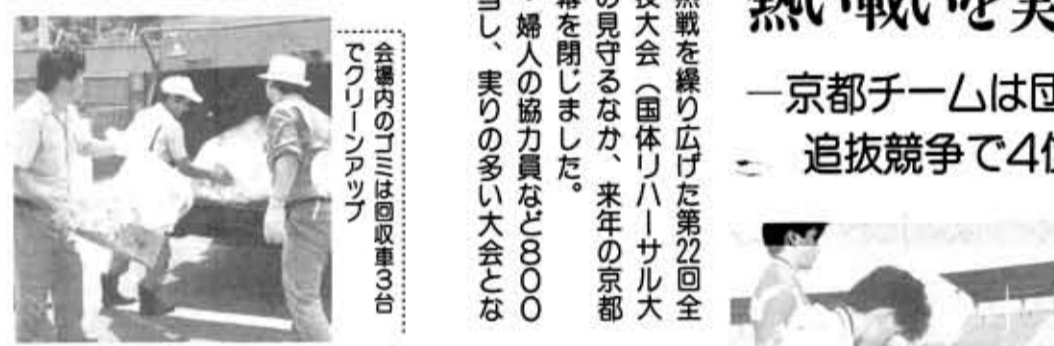 熱い戦いを実
―京都チームは団
追抜競争で4位
熱戦を繰り広げた第22回全
技大会（国体リハーサル大
の見守るなか、来年の京都
幕を閉じました。
・婦人の協力員など800
当し、実りの多い大会とな
会場内のゴミは回収車3台
でクリーンアップ